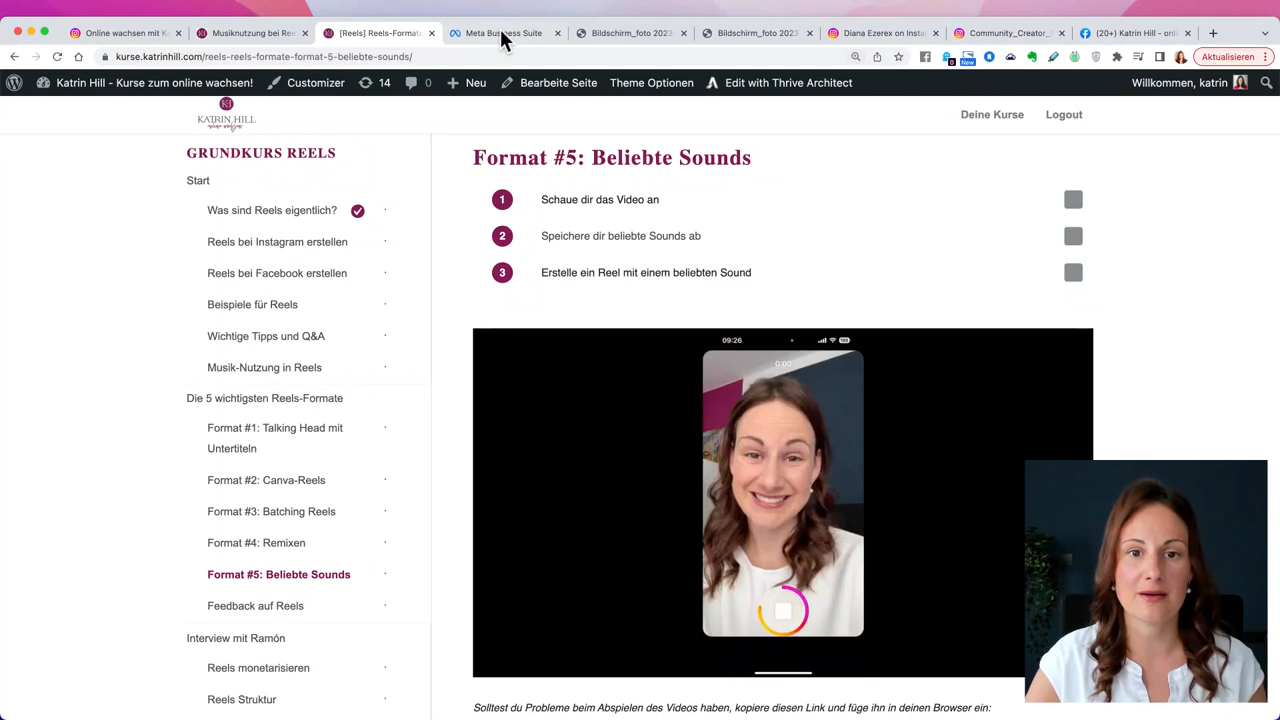 Online wachsen mit K
Musiknutzung bei Ree
[Reels] Reels-Formate
Meta Business Suite
Bildschirm_foto 2023
Bildschirm_foto 2023
Diana Ezerex on Insta
Community_Creator_
(20+) Katrin Hill - onl
kurse.katrinhill.com/reels-reels-formate-format-5-beliebte-sounds/
New
Aktualisieren
Katrin Hill - Kurse zum online wachsen!
Customizer
14
0
Neu
Bearbeite Seite
Theme Options
Edit with Thrive Architect
Willkommen, katrin
KATRIN HILL
online wachsen
Deine Kurse
Logout
GRUNDKURS REELS
Start
Was sind Reels eigentlich?
Reels bei Instagram erstellen
Reels bei Facebook erstellen
Beispiele für Reels
Wichtige Tipps und Q&A
Musik-Nutzung in Reels
Die 5 wichtigsten Reels-Formate
Format #1: Talking Head mit
Untertiteln
Format #2: Canva-Reels
Format #3: Batching Reels
Format #4: Remixen
Format #5: Beliebte Sounds
Feedback auf Reels
Interview mit Ramón
Reels monetarisieren
Reels Struktur
Format #5: Beliebte Sounds
1 Schaue dir das Video an
2 Speichere dir beliebte Sounds ab
3 Erstelle ein Reel mit einem beliebten Sound
09:26
0:00
Solltest du Probleme beim Abspielen des Videos haben, kopiere diesen Link und füge ihn in deinen Browser ein: